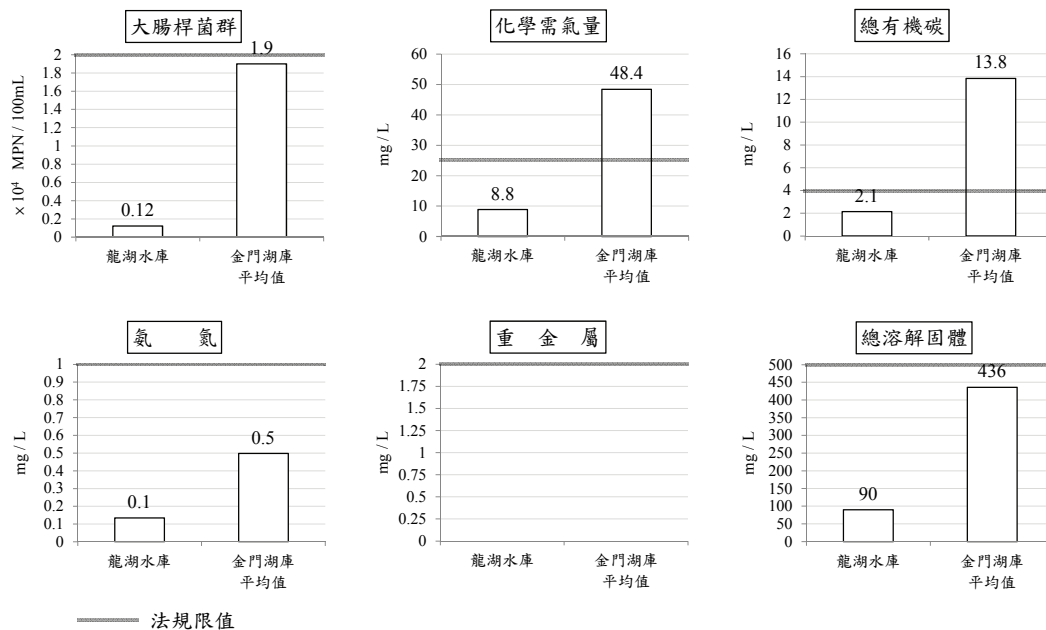 大腸桿菌群
2
1.8
1.6
1.4
1.2
1
0.8
0.6
0.4
0.2
0
×10⁴ MPN / 100mL
0.12
1.9
龍湖水庫
金門湖庫
平均值
化學需氧量
60
50
40
30
20
10
0
mg / L
8.8
48.4
龍湖水庫
金門湖庫
平均值
總有機碳
16
14
12
10
8
6
4
2
0
mg / L
2.1
13.8
龍湖水庫
金門湖庫
平均值
氨 氮
1
0.9
0.8
0.7
0.6
0.5
0.4
0.3
0.2
0.1
0
mg / L
0.1
0.5
龍湖水庫
金門湖庫
平均值
重 金 屬
2
1.75
1.5
1.25
1
0.75
0.5
0.25
0
mg / L
龍湖水庫
金門湖庫
平均值
總溶解固體
500
450
400
350
300
250
200
150
100
50
0
mg / L
90
436
龍湖水庫
金門湖庫
平均值
法規限值